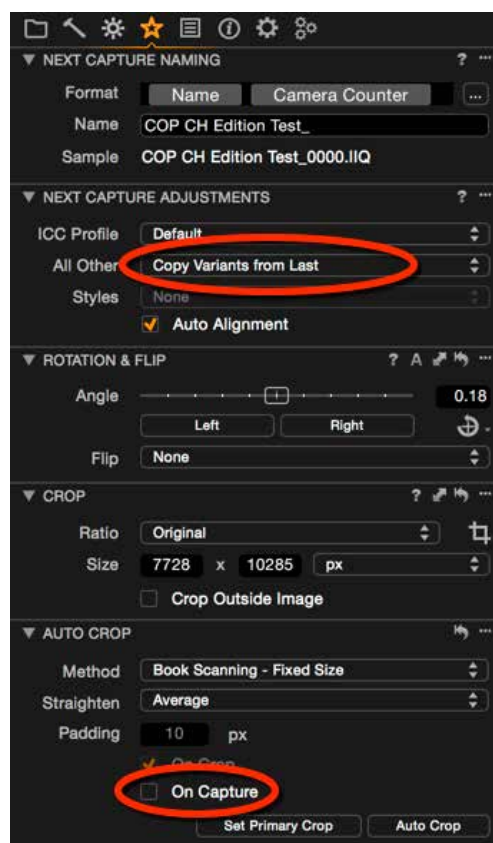 NEXT CAPTURE NAMING ? ...
Format Name Camera Counter ...
Name COP CH Edition Test_
Sample COP CH Edition Test_0000.IIQ
NEXT CAPTURE ADJUSTMENTS ? ...
ICC Profile Default
All Other Copy Variants from Last
Styles None
Auto Alignment
ROTATION & FLIP ? A ...
Angle 0.18
Left Right
Flip None
CROP ? ...
Ratio Original
Size 7728 x 10285 px
Crop Outside Image
AUTO CROP ...
Method Book Scanning - Fixed Size
Straighten Average
Padding 10 px
On Crop
On Capture
Set Primary Crop Auto Crop